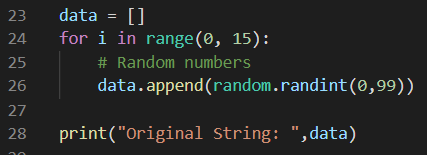 23 data = []
24 for i in range(0, 15):
25     # Random numbers
26     data.append(random.randint(0,99))
27
28 print("Original String: ",data)